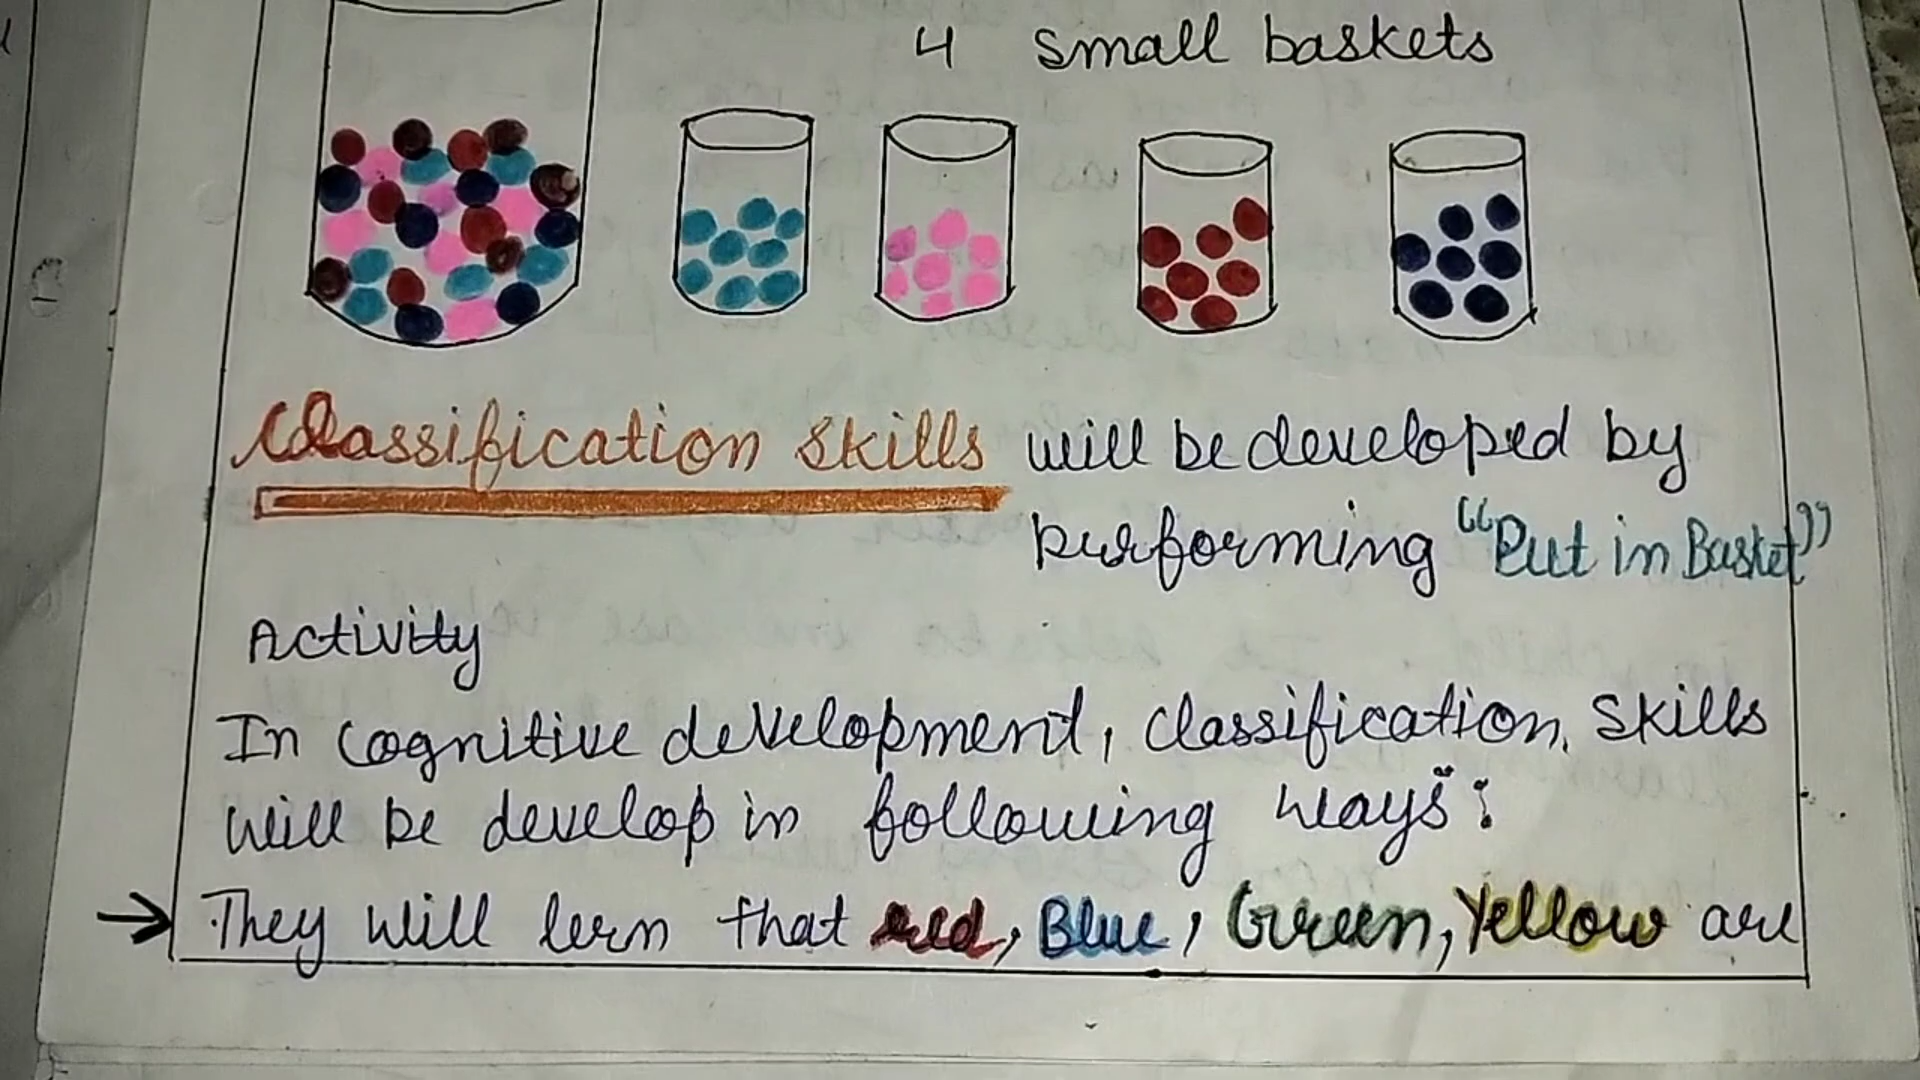 4 small baskets
Classification skills will be developed by
performing "Put in Basket"
Activity
In cognitive development, classification, skills
will be develop in following ways:
→ They will lern that red, Blue, Green, Yellow are